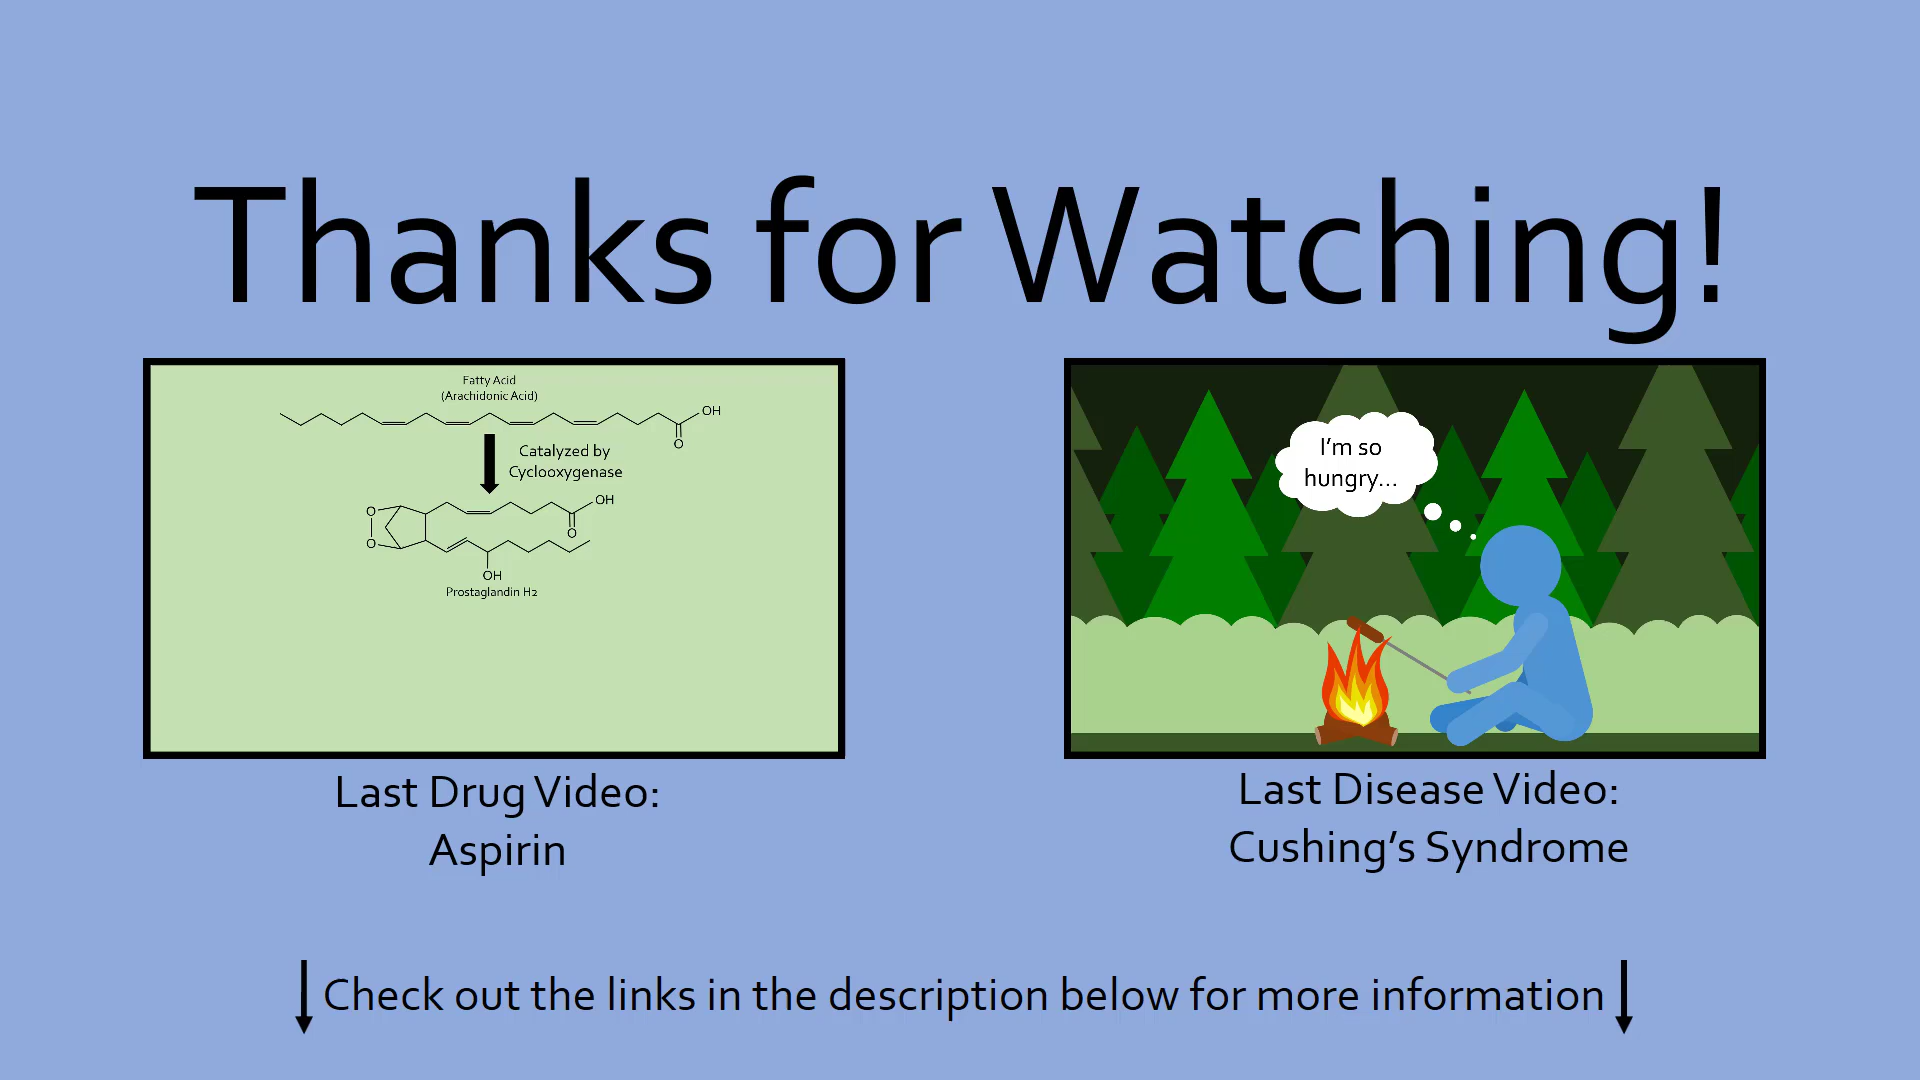 Thanks for Watching!
Fatty Acid
(Arachidonic Acid)
OH
O
Catalyzed by
Cyclooxygenase
OH
O
O
O
OH
Prostaglandin H2
I'm so
hungry...
Last Drug Video:
Aspirin
Last Disease Video:
Cushing's Syndrome
Check out the links in the description below for more information